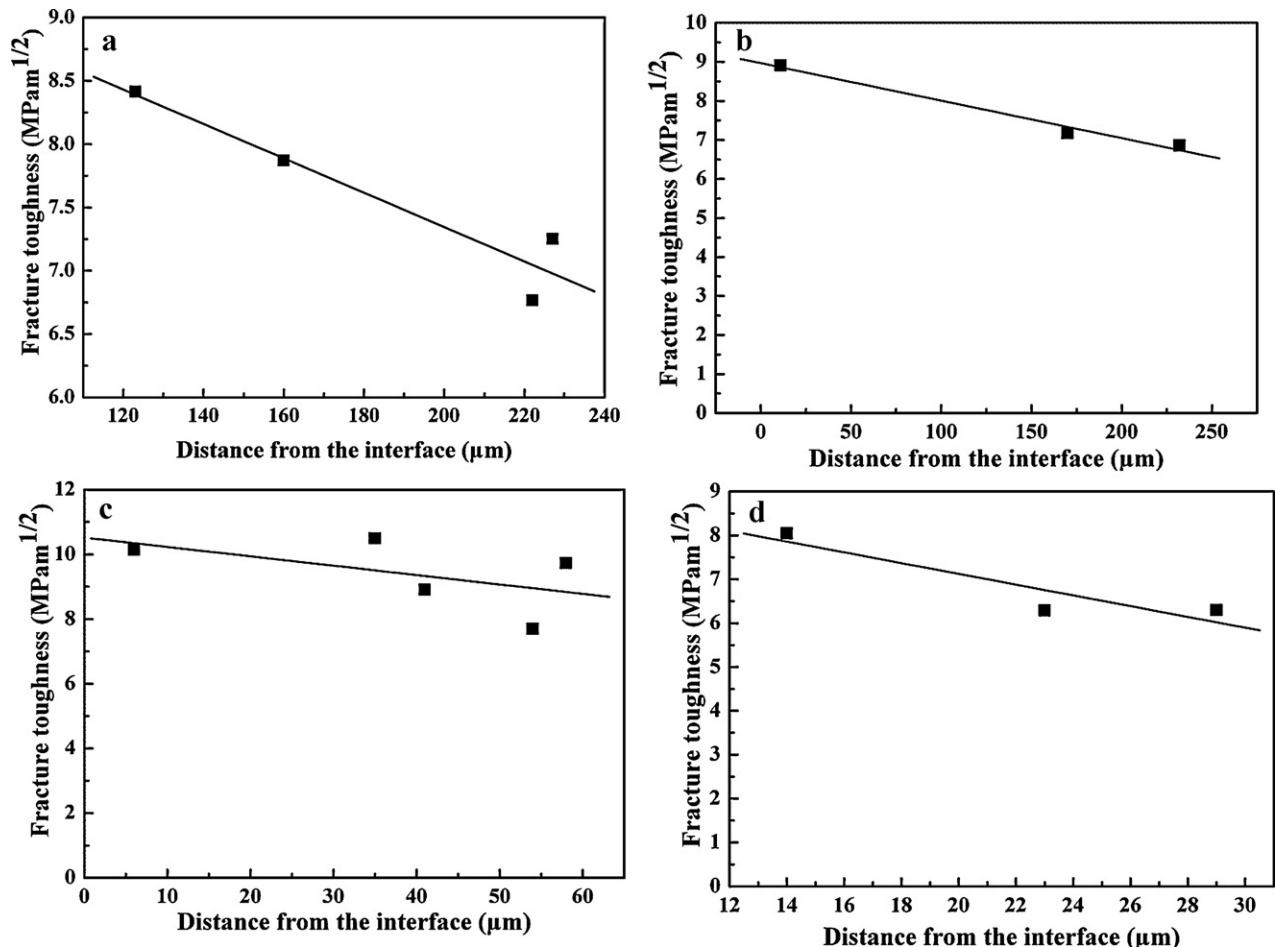 a
Fracture toughness (MPam1/2)
9.0
8.5
8.0
7.5
7.0
6.5
6.0
120 140 160 180 200 220 240
Distance from the interface (µm)
b
Fracture toughness (MPam1/2)
10
9
8
7
6
5
4
3
2
1
0
0 50 100 150 200 250
Distance from the interface (µm)
c
Fracture toughness (MPam1/2)
12
10
8
6
4
2
0
0 10 20 30 40 50 60
Distance from the interface (µm)
d
Fracture toughness (MPam1/2)
9
8
7
6
5
4
3
2
1
0
12 14 16 18 20 22 24 26 28 30
Distance from the interface (µm)